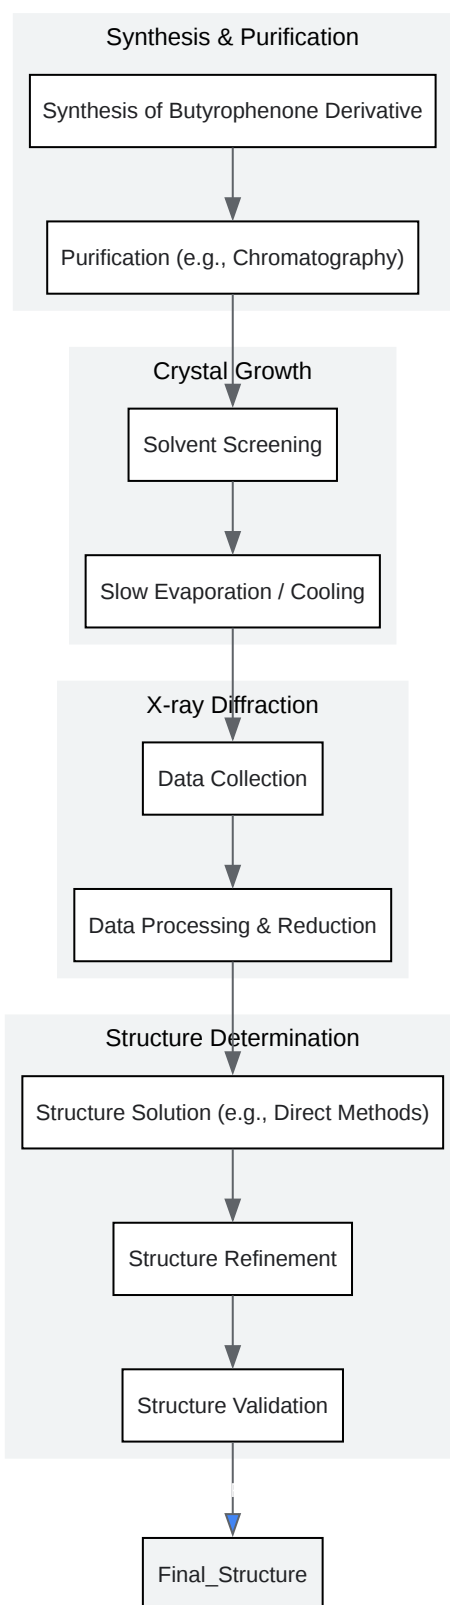 Synthesis & Purification
Synthesis of Butyrophenone Derivative
Purification (e.g., Chromatography)
Crystal Growth
Solvent Screening
Slow Evaporation / Cooling
X-ray Diffraction
Data Collection
Data Processing & Reduction
Structure Determination
Structure Solution (e.g., Direct Methods)
Structure Refinement
Structure Validation
Final_Structure